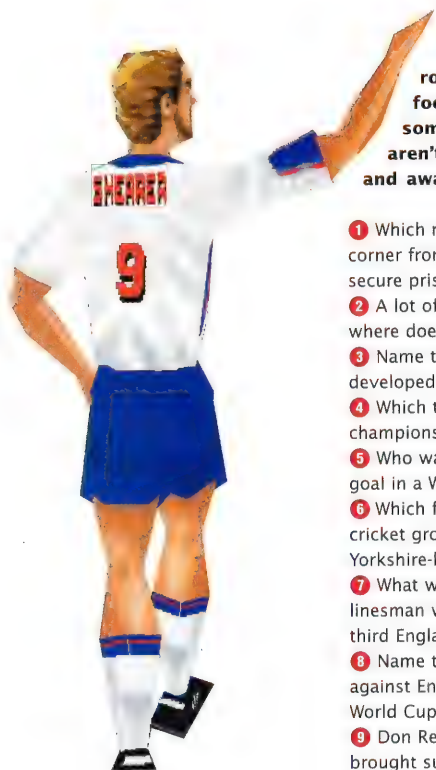 SHEARER
9
ro
foo
som
aren't
and awa
1 Which
corner fron
secure pris
2 A lot of
where doe
3 Name t
developed
4 Which t
champions
5 Who wa
goal in a W
6 Which f
cricket gro
Yorkshire-b
7 What w
linesman w
third Engla
8 Name t
against En
World Cup
9 Don Re
brought su